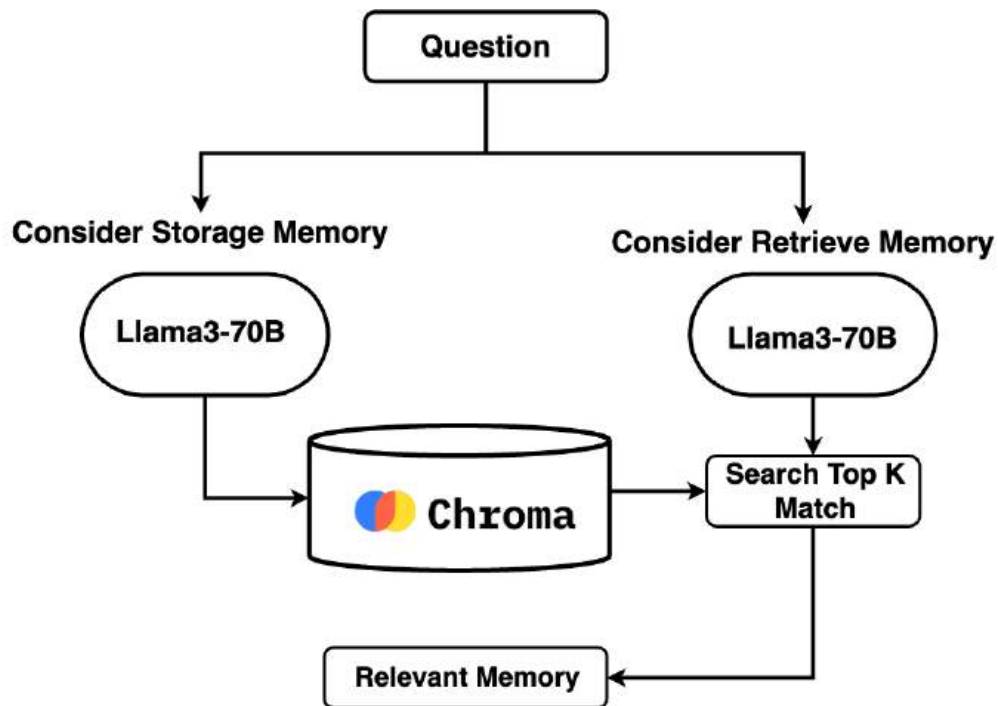 Question
Consider Storage Memory
Consider Retrieve Memory
Llama3-70B
Llama3-70B
Chroma
Search Top K
Match
Relevant Memory